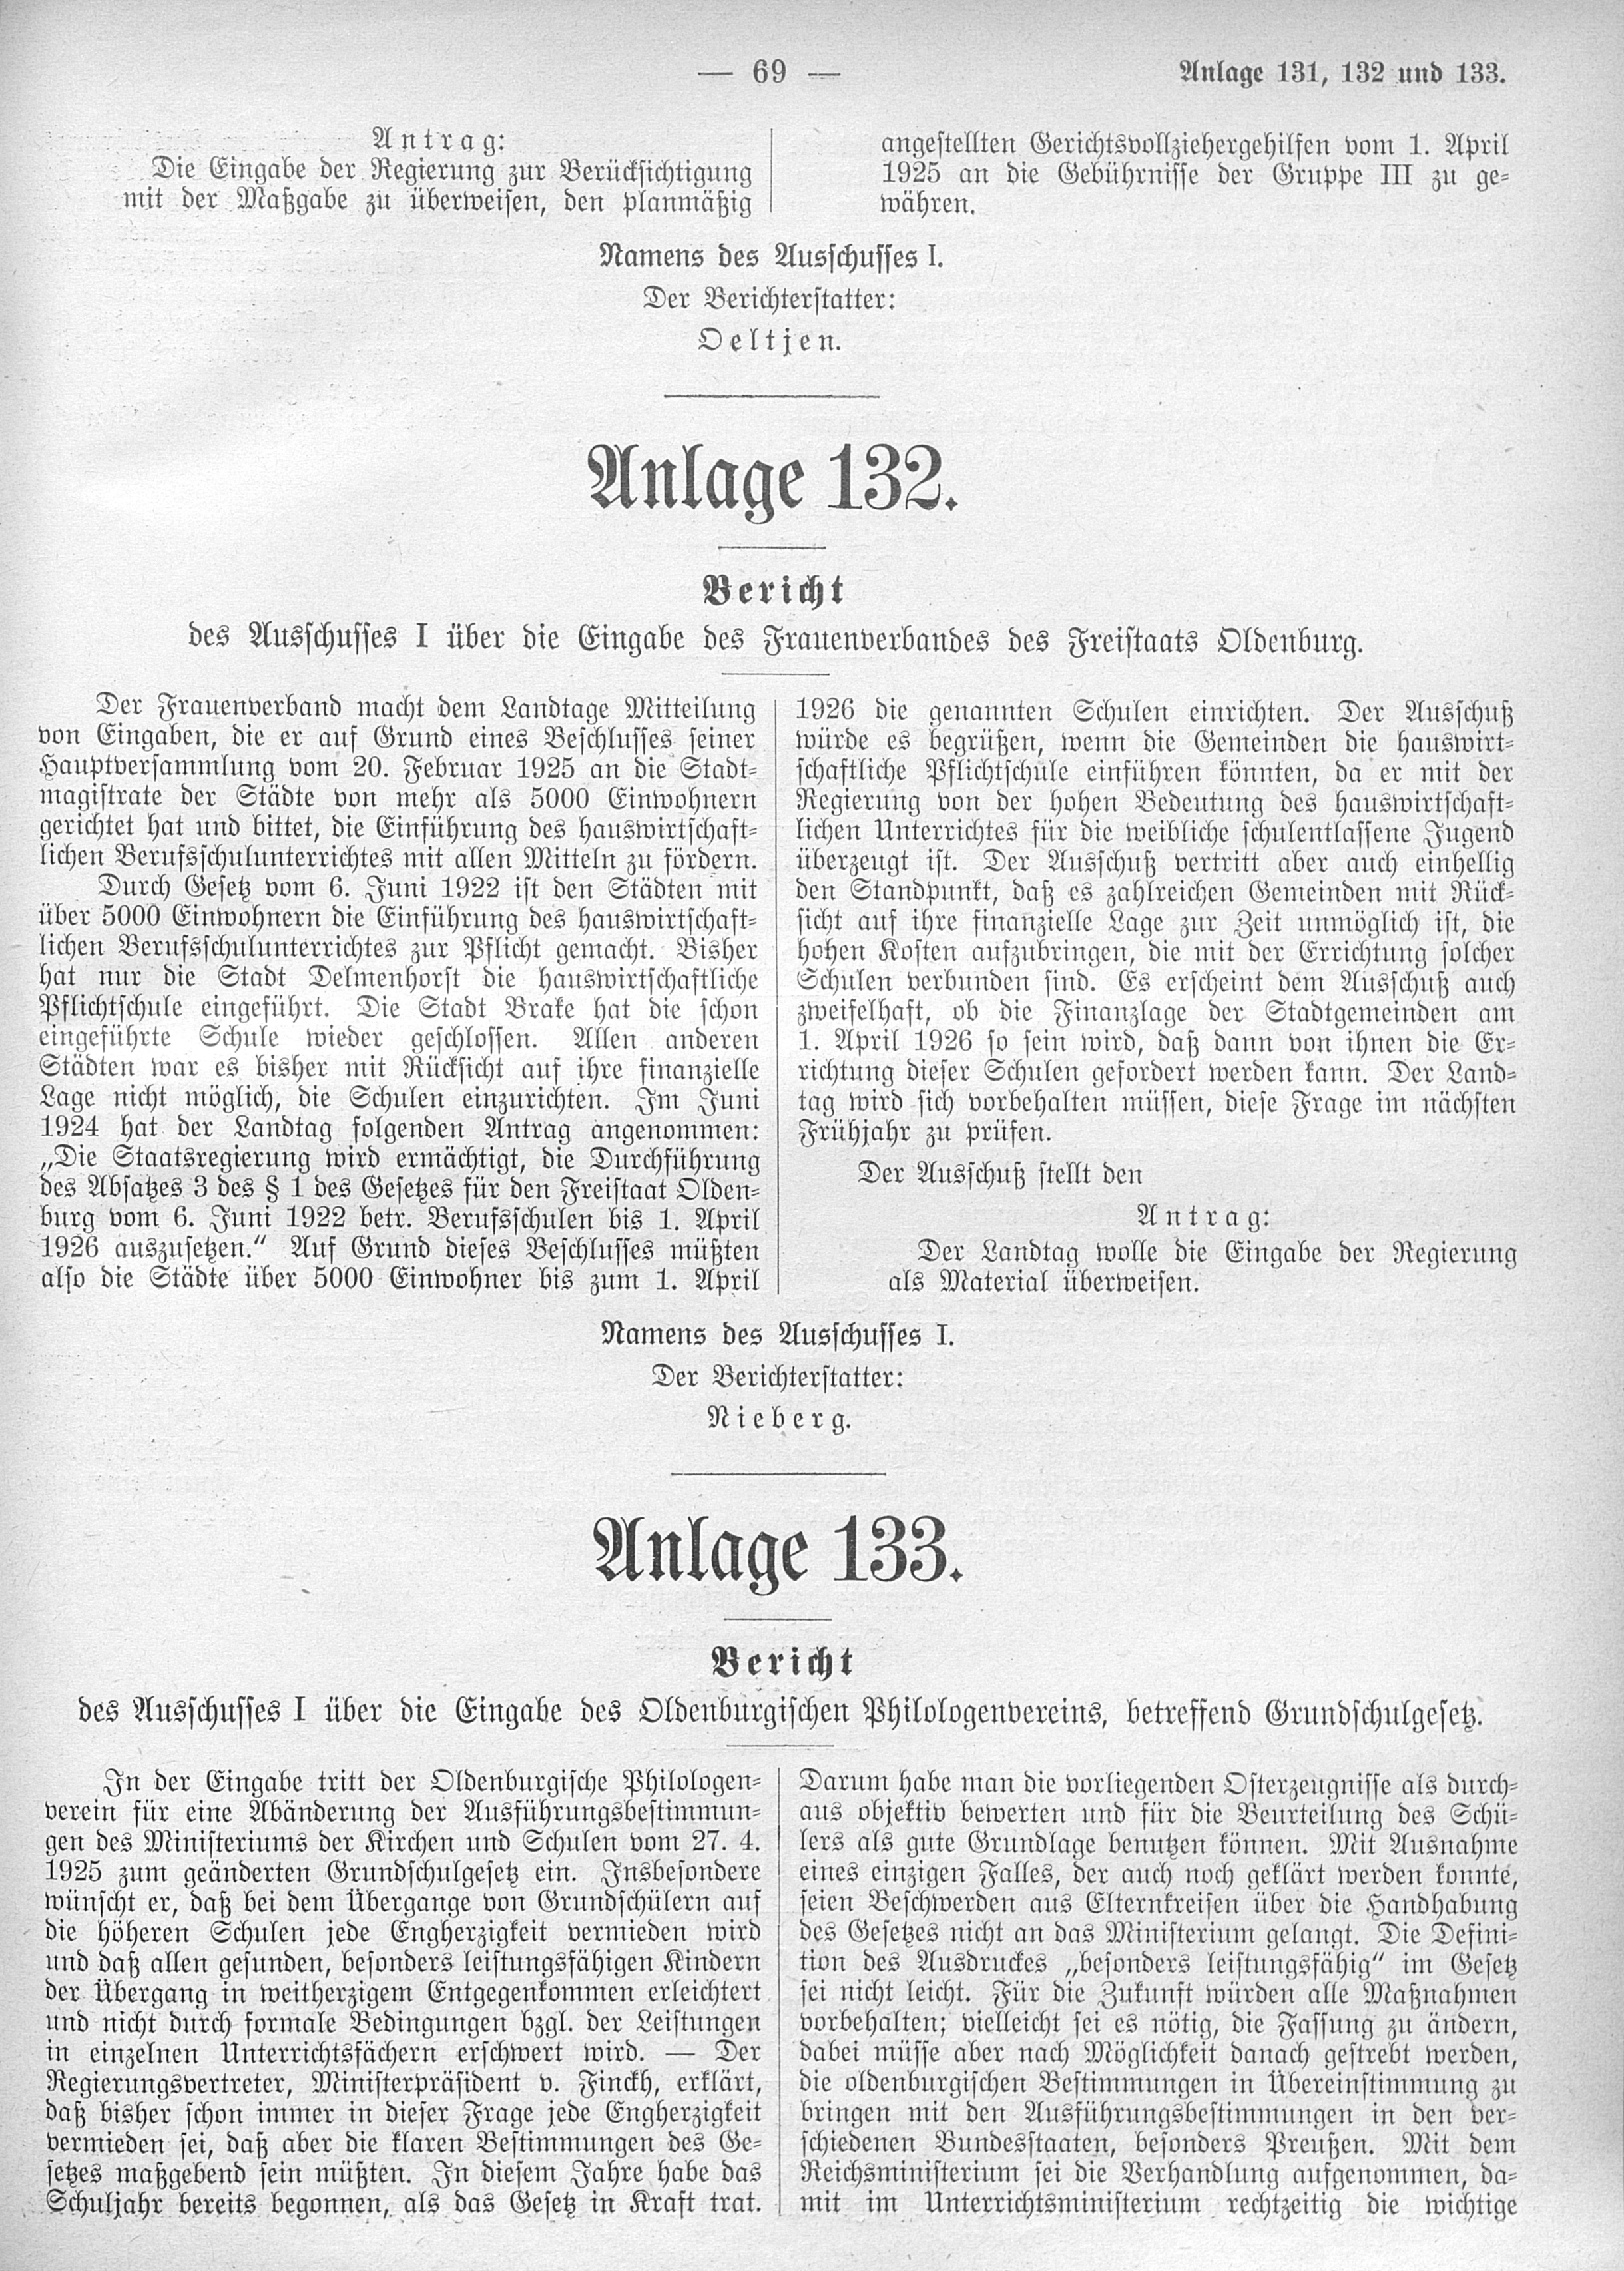 — 69 —
Anlage 131, 132 und 133.
Antrag:
Die Eingabe der Regierung zur Berücksichtigung
mit der Maßgabe zu überweisen, den planmäßig
angestellten Gerichtsvollziehergehilfen vom 1. April
1925 an die Gebührnisse der Gruppe III zu ge-
währen.
Namens des Ausschusses I.
Der Berichterstatter:
Oeltjen.
Anlage 132.
Bericht
des Ausschusses I über die Eingabe des Frauenverbandes des Freistaats Oldenburg.
Der Frauenverband macht dem Landtage Mitteilung
von Eingaben, die er auf Grund eines Beschlusses seiner
Hauptversammlung vom 20. Februar 1925 an die Stadt-
magistrate der Städte von mehr als 5000 Einwohnern
gerichtet hat und bittet, die Einführung des hauswirtschaft-
lichen Berufsschulunterrichtes mit allen Mitteln zu fördern.
Durch Gesetz vom 6. Juni 1922 ist den Städten mit
über 5000 Einwohnern die Einführung des hauswirtschaft-
lichen Berufsschulunterrichtes zur Pflicht gemacht. Bisher
hat nur die Stadt Delmenhorst die hauswirtschaftliche
Pflichtschule eingeführt. Die Stadt Brake hat die schon
eingeführte Schule wieder geschlossen. Allen anderen
Städten war es bisher mit Rücksicht auf ihre finanzielle
Lage nicht möglich, die Schulen einzurichten. Im Juni
1924 hat der Landtag folgenden Antrag angenommen:
„Die Staatsregierung wird ermächtigt, die Durchführung
des Absatzes 3 des § 1 des Gesetzes für den Freistaat Olden-
burg vom 6. Juni 1922 betr. Berufsschulen bis 1. April
1926 auszusetzen.“ Auf Grund dieses Beschlusses müßten
also die Städte über 5000 Einwohner bis zum 1. April
1926 die genannten Schulen einrichten. Der Ausschuß
würde es begrüßen, wenn die Gemeinden die hauswirt-
schaftliche Pflichtschule einführen könnten, da er mit der
Regierung von der hohen Bedeutung des hauswirtschaft-
lichen Unterrichtes für die weibliche schulentlassene Jugend
überzeugt ist. Der Ausschuß vertritt aber auch einhellig
den Standpunkt, daß es zahlreichen Gemeinden mit Rück-
sicht auf ihre finanzielle Lage zur Zeit unmöglich ist, die
hohen Kosten aufzubringen, die mit der Errichtung solcher
Schulen verbunden sind. Es erscheint dem Ausschuß auch
zweifelhaft, ob die Finanzlage der Stadtgemeinden am
1. April 1926 so sein wird, daß dann von ihnen die Er-
richtung dieser Schulen gefordert werden kann. Der Land-
tag wird sich vorbehalten müssen, diese Frage im nächsten
Frühjahr zu prüfen.
Der Ausschuß stellt den
Antrag:
Der Landtag wolle die Eingabe der Regierung
als Material überweisen.
Namens des Ausschusses I.
Der Berichterstatter:
Nieberg.
Anlage 133.
Bericht
des Ausschusses I über die Eingabe des Oldenburgischen Philologenvereins, betreffend Grundschulgesetz.
In der Eingabe tritt der Oldenburgische Philologen-
verein für eine Abänderung der Ausführungsbestimmun-
gen des Ministeriums der Kirchen und Schulen vom 27. 4.
1925 zum geänderten Grundschulgesetz ein. Insbesondere
wünscht er, daß bei dem Übergange von Grundschülern auf
die höheren Schulen jede Engherzigkeit vermieden wird
und daß allen gesunden, besonders leistungsfähigen Kindern
der Übergang in weitherzigem Entgegenkommen erleichtert
und nicht durch formale Bedingungen bzgl. der Leistungen
in einzelnen Unterrichtsfächern erschwert wird. — Der
Regierungsvertreter, Ministerpräsident v. Finckh, erklärt,
daß bisher schon immer in dieser Frage jede Engherzigkeit
vermieden sei, daß aber die klaren Bestimmungen des Ge-
setzes maßgebend sein müßten. In diesem Jahre habe das
Schuljahr bereits begonnen, als das Gesetz in Kraft trat.
Darum habe man die vorliegenden Osterzeugnisse als durch-
aus objektiv bewerten und für die Beurteilung des Schü-
lers als gute Grundlage benutzen können. Mit Ausnahme
eines einzigen Falles, der auch noch geklärt werden konnte,
seien Beschwerden aus Elternkreisen über die Handhabung
des Gesetzes nicht an das Ministerium gelangt. Die Defini-
tion des Ausdruckes „besonders leistungsfähig“ im Gesetz
sei nicht leicht. Für die Zukunft würden alle Maßnahmen
vorbehalten; vielleicht sei es nötig, die Fassung zu ändern,
dabei müsse aber nach Möglichkeit danach gestrebt werden,
die oldenburgischen Bestimmungen in Übereinstimmung zu
bringen mit den Ausführungsbestimmungen in den ver-
schiedenen Bundesstaaten, besonders Preußen. Mit dem
Reichsministerium sei die Verhandlung aufgenommen, da-
mit im Unterrichtsministerium rechtzeitig die wichtige